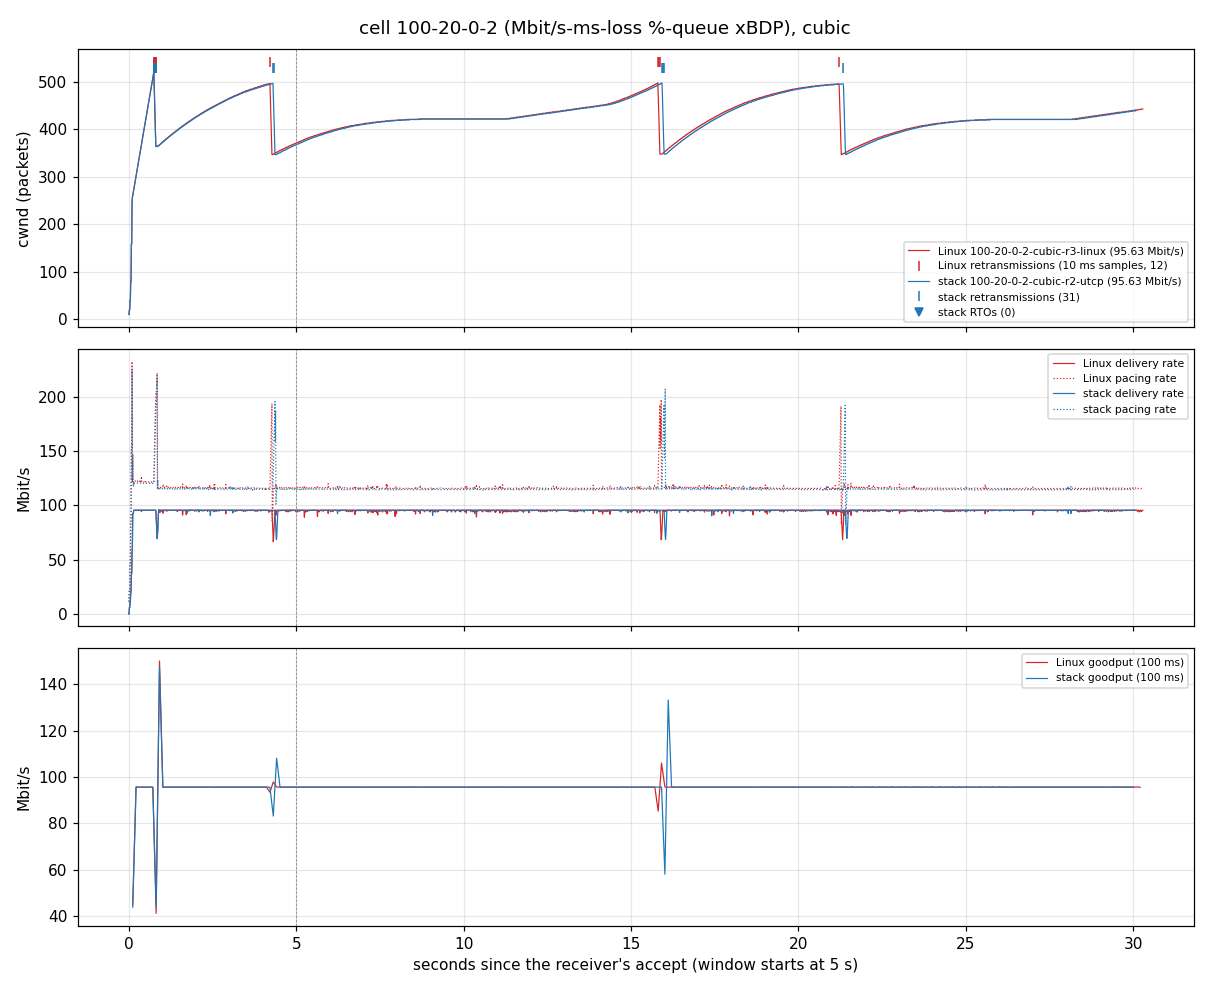 cell 100-20-0-2 (Mbit/s-ms-loss %-queue xBDP), cubic
500
400
300
200
100
0
cwnd (packets)
Linux 100-20-0-2-cubic-r3-linux (95.63 Mbit/s)
Linux retransmissions (10 ms samples, 12)
stack 100-20-0-2-cubic-r2-utcp (95.63 Mbit/s)
stack retransmissions (31)
stack RTOs (0)
200
150
100
50
0
Mbit/s
Linux delivery rate
Linux pacing rate
stack delivery rate
stack pacing rate
140
120
100
80
60
40
Mbit/s
Linux goodput (100 ms)
stack goodput (100 ms)
0 5 10 15 20 25 30
seconds since the receiver's accept (window starts at 5 s)